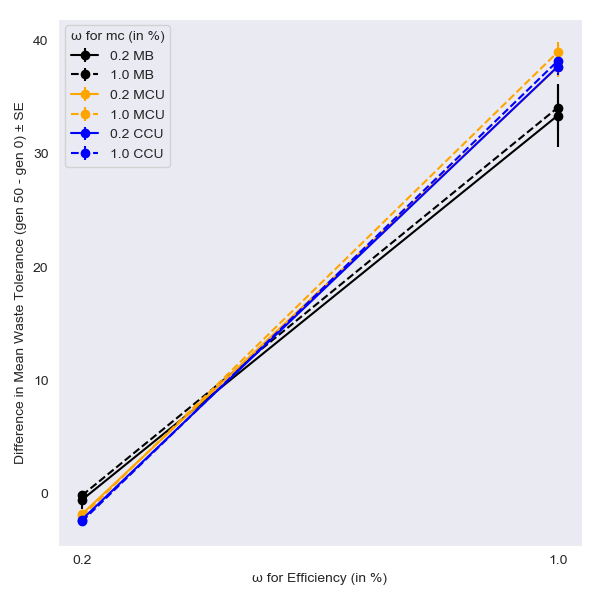 ω for mc (in %)
0.2 MB
1.0 MB
0.2 MCU
1.0 MCU
0.2 CCU
1.0 CCU
Difference in Mean Waste Tolerance (gen 50 - gen 0) ± SE
40
30
20
10
0
0.2
1.0
ω for Efficiency (in %)